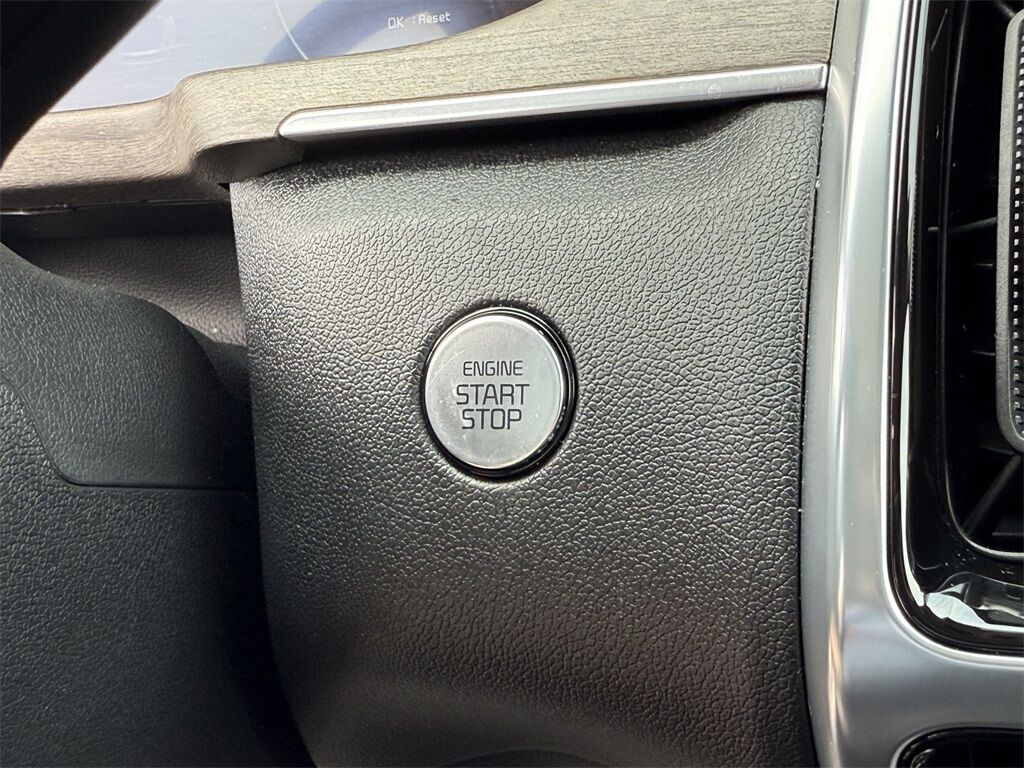 OK : Reset
ENGINE
START
STOP